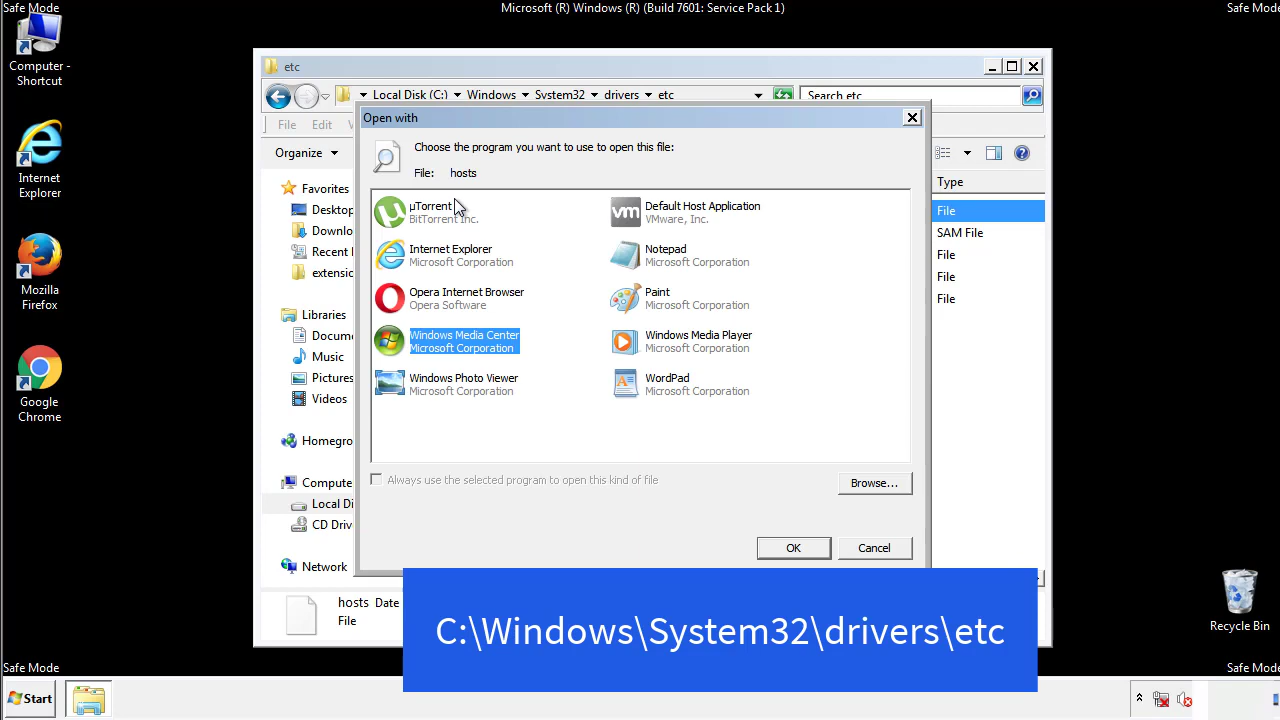 Safe Mode
Microsoft (R) Windows (R) (Build 7601: Service Pack 1)
Safe Mode
Computer -
Shortcut
Internet
Explorer
Mozilla
Firefox
Google
Chrome
etc
Local Disk (C:) Windows System32 drivers etc
Search etc
File Edit
Organize
Type
Favorites
Desktop
Downlo
Recent
extensio
Libraries
Docum
Music
Pictures
Videos
Homegro
Compute
Local Di
CD Driv
Network
File
SAM File
File
File
File
Open with
Choose the program you want to use to open this file:
File: hosts
µTorrent
BitTorrent Inc.
Default Host Application
VMware, Inc.
Internet Explorer
Microsoft Corporation
Notepad
Microsoft Corporation
Opera Internet Browser
Opera Software
Paint
Microsoft Corporation
Windows Media Center
Microsoft Corporation
Windows Media Player
Microsoft Corporation
Windows Photo Viewer
Microsoft Corporation
WordPad
Microsoft Corporation
Always use the selected program to open this kind of file
Browse...
OK
Cancel
hosts Date
File
C:\Windows\System32\drivers\etc
Recycle Bin
Safe Mode
Safe Mode
Start